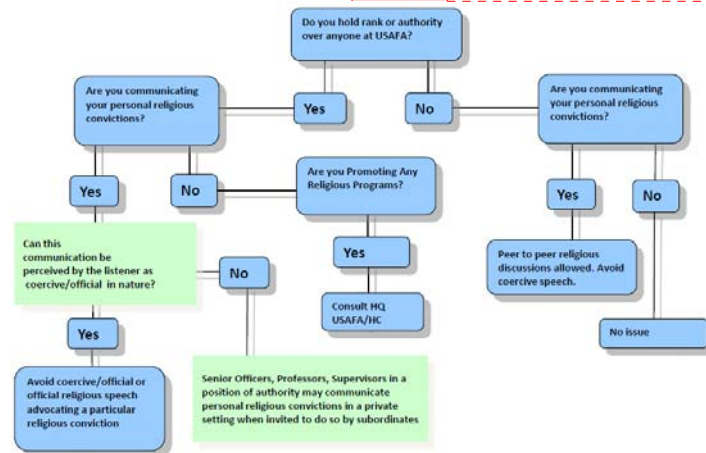 Do you hold rank or authority
over anyone at USAFA?
Are you communicating
your personal religious
convictions?
Yes
No
Are you communicating
your personal religious
convictions?
Yes
No
Are you Promoting Any
Religious Programs?
Yes
No
Can this
communication be
perceived by the listener as
coercive/official in nature?
No
Yes
Consult HQ
USAFA/HC
Peer to peer religious
discussions allowed. Avoid
coercive speech.
No issue
Yes
Avoid coercive/official or
official religious speech
advocating a particular
religious conviction
Senior Officers, Professors, Supervisors in a
position of authority may communicate
personal religious convictions in a private
setting when invited to do so by subordinates